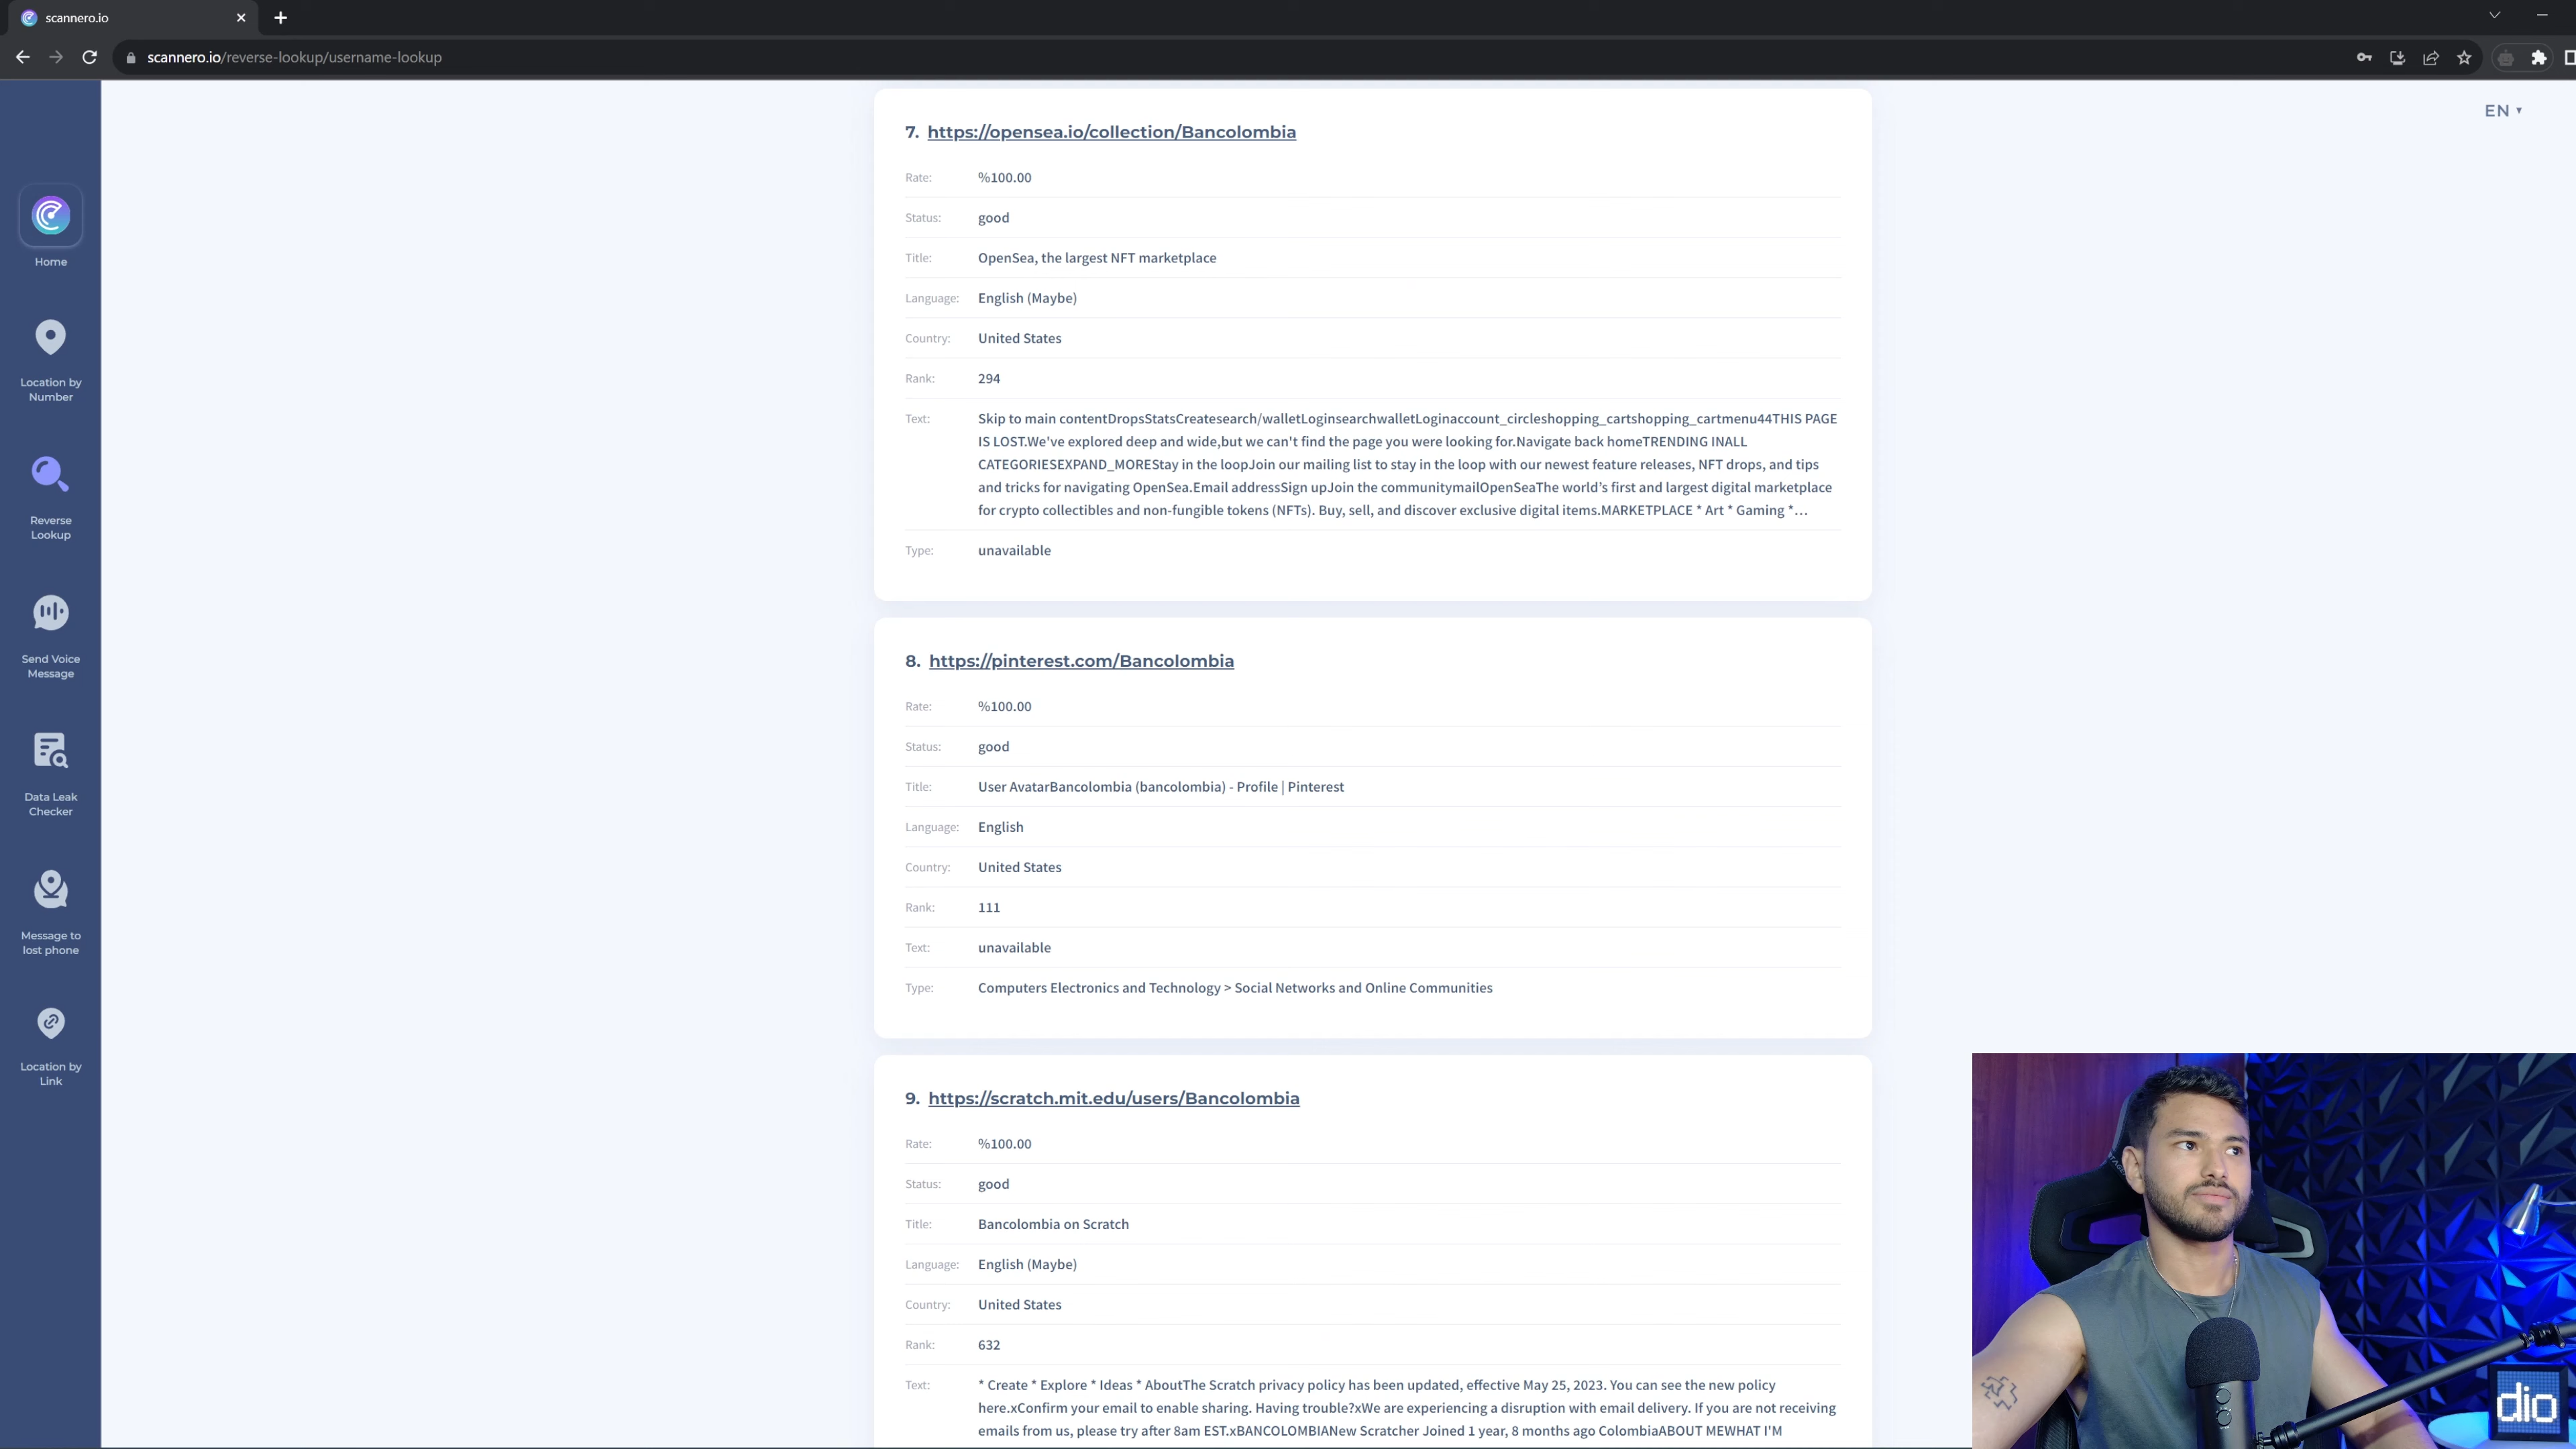 scannero.io
scannero.io/reverse-lookup/username-lookup
EN
Home
Location by
Number
Reverse
Lookup
Send Voice
Message
Data Leak
Checker
Message to
lost phone
Location by
Link
7. https://opensea.io/collection/Bancolombia
Rate: %100.00
Status: good
Title: OpenSea, the largest NFT marketplace
Language: English (Maybe)
Country: United States
Rank: 294
Text: Skip to main contentDropsStatsCreatesearch/walletLoginsearchwalletLoginaccount_circleshopping_cartshopping_cartmenu44THIS PAGE
IS LOST.We've explored deep and wide,but we can't find the page you were looking for.Navigate back homeTRENDING INALL
CATEGORIESEXPAND_MOREStay in the loopJoin our mailing list to stay in the loop with our newest feature releases, NFT drops, and tips
and tricks for navigating OpenSea.Email addressSign upJoin the communitymailOpenSeaThe world’s first and largest digital marketplace
for crypto collectibles and non-fungible tokens (NFTs). Buy, sell, and discover exclusive digital items.MARKETPLACE * Art * Gaming *…
Type: unavailable
8. https://pinterest.com/Bancolombia
Rate: %100.00
Status: good
Title: User AvatarBancolombia (bancolombia) - Profile | Pinterest
Language: English
Country: United States
Rank: 111
Text: unavailable
Type: Computers Electronics and Technology > Social Networks and Online Communities
9. https://scratch.mit.edu/users/Bancolombia
Rate: %100.00
Status: good
Title: Bancolombia on Scratch
Language: English (Maybe)
Country: United States
Rank: 632
Text: * Create * Explore * Ideas * AboutThe Scratch privacy policy has been updated, effective May 25, 2023. You can see the new policy
here.xConfirm your email to enable sharing. Having trouble?xWe are experiencing a disruption with email delivery. If you are not receiving
emails from us, please try after 8am EST.xBANCOLOMBIANew Scratcher Joined 1 year, 8 months ago ColombiaABOUT MEWHAT I'M
dio